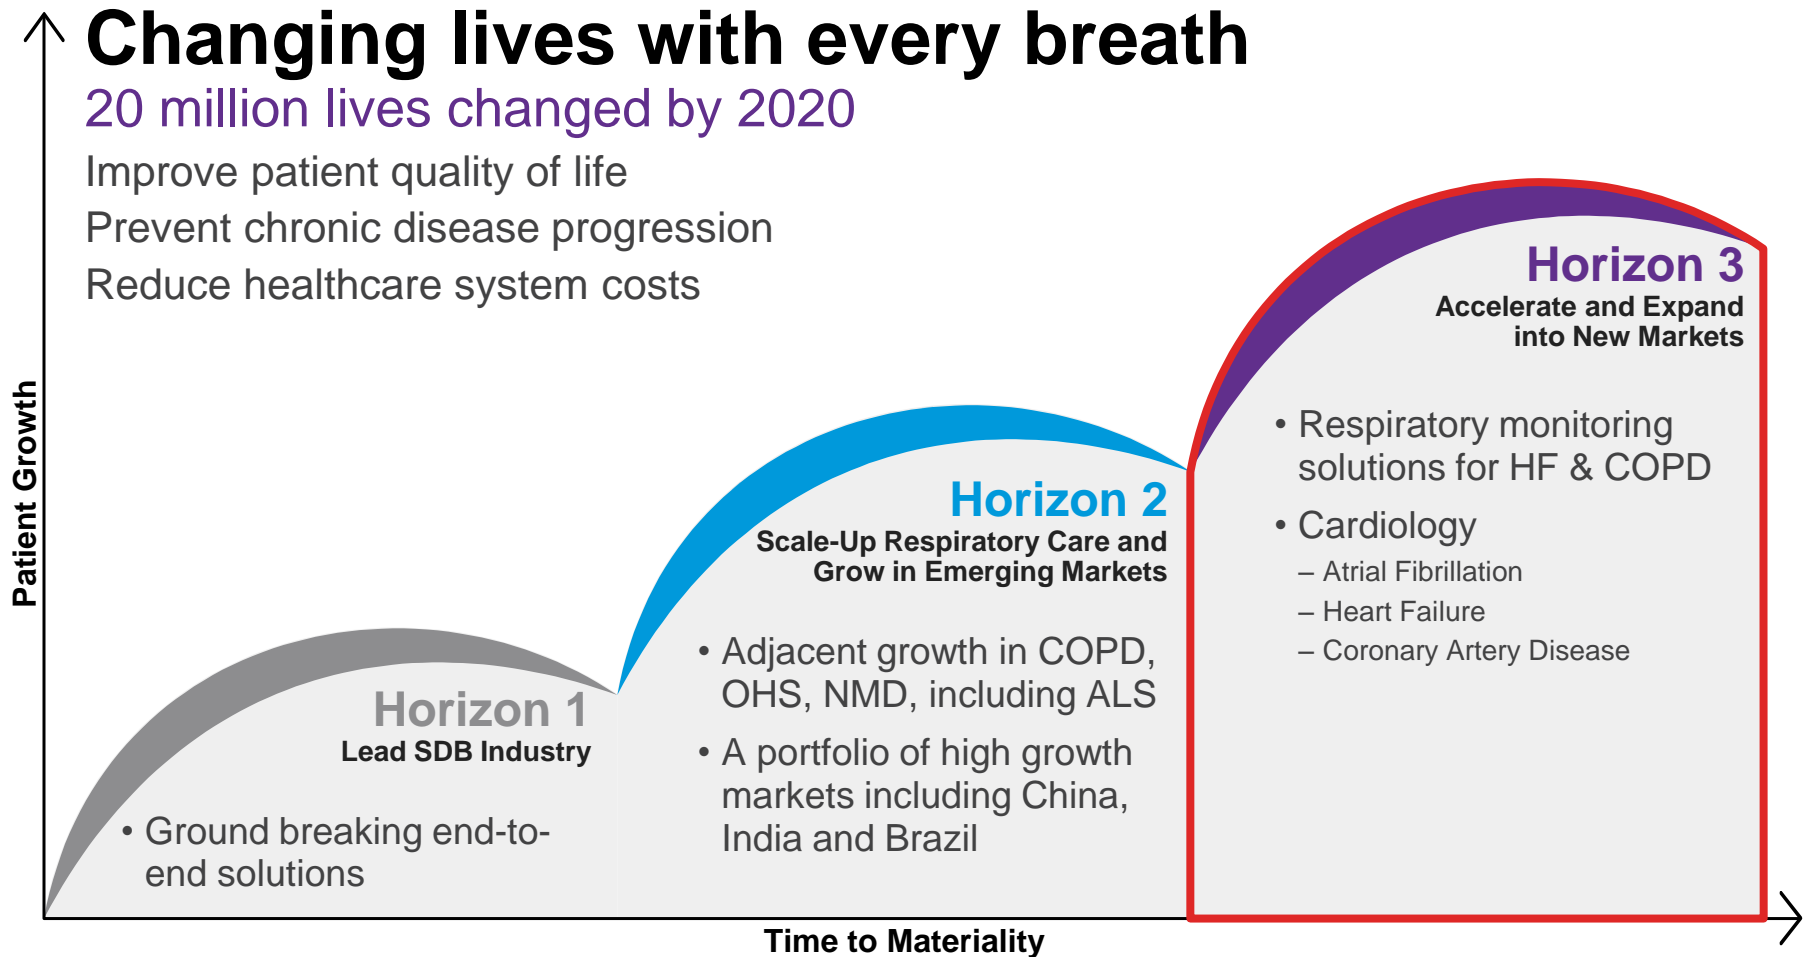 Changing lives with every breath
20 million lives changed by 2020
Improve patient quality of life
Prevent chronic disease progression
Reduce healthcare system costs
Patient Growth
Horizon 1
Lead SDB Industry
• Ground breaking end-to-
end solutions
Horizon 2
Scale-Up Respiratory Care and
Grow in Emerging Markets
• Adjacent growth in COPD,
OHS, NMD, including ALS
• A portfolio of high growth
markets including China,
India and Brazil
Horizon 3
Accelerate and Expand
into New Markets
• Respiratory monitoring
solutions for HF & COPD
• Cardiology
– Atrial Fibrillation
– Heart Failure
– Coronary Artery Disease
Time to Materiality